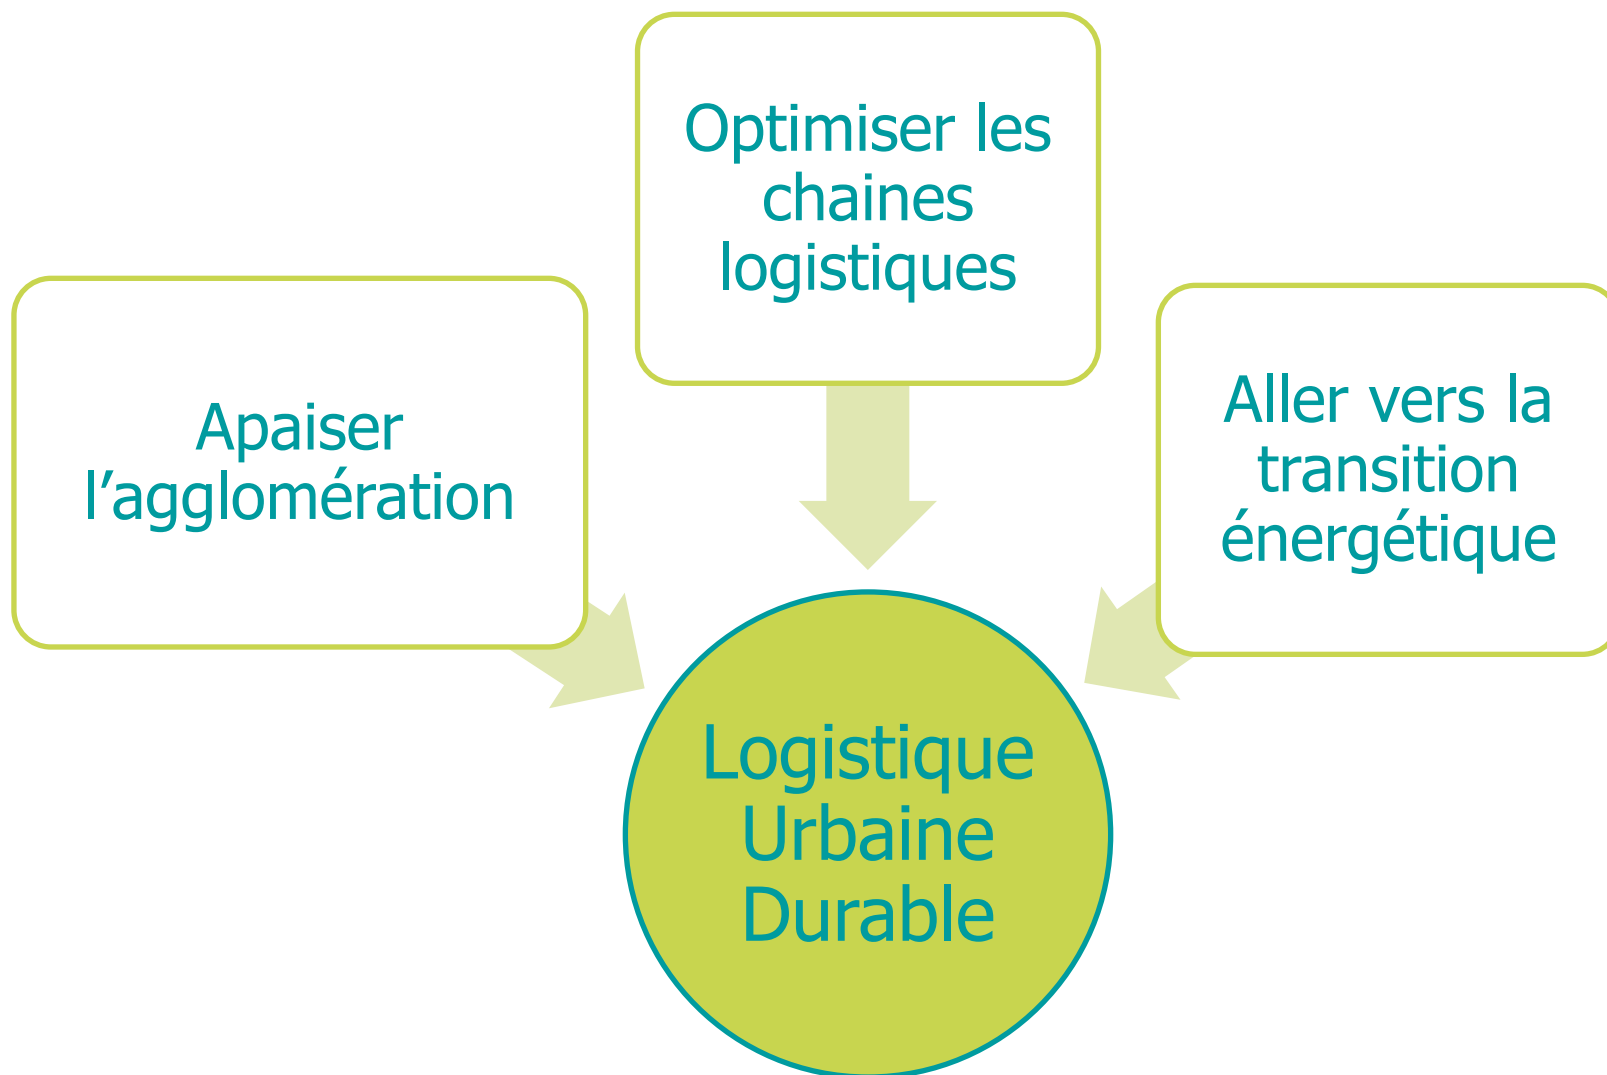 Optimiser les
chaines
logistiques
Apaiser
l’agglomération
Aller vers la
transition
énergétique
Logistique
Urbaine
Durable